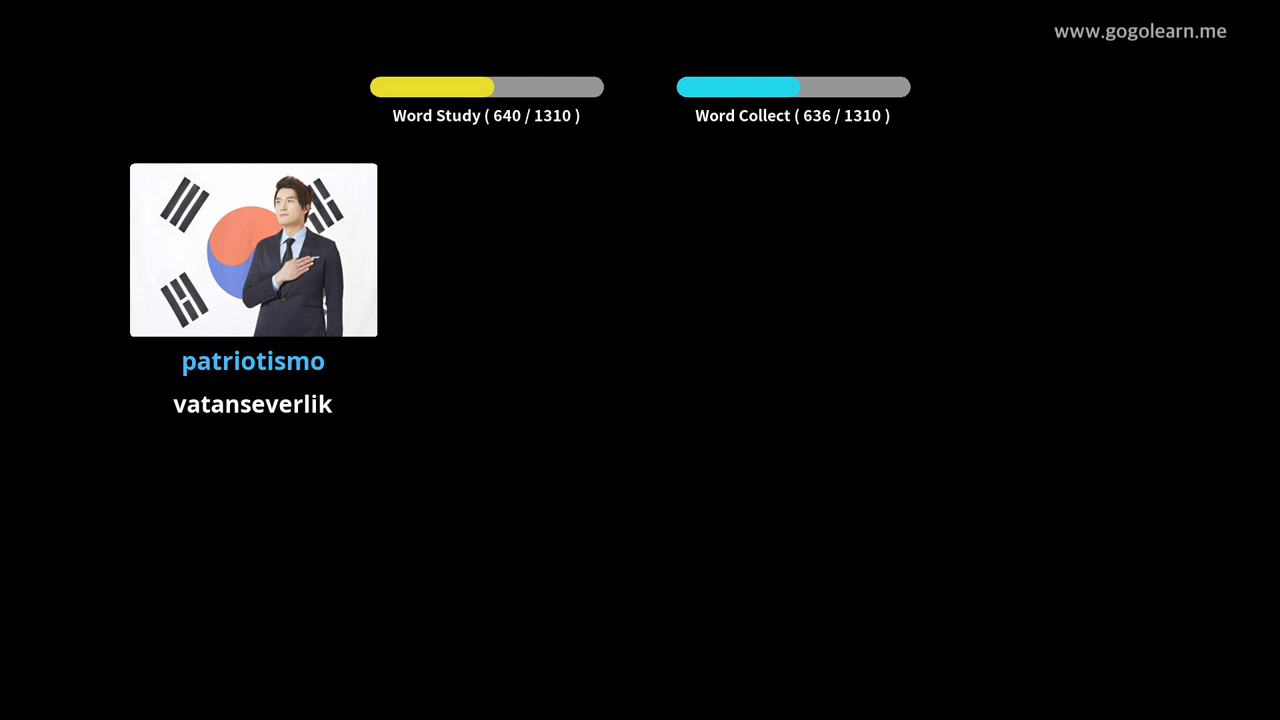 www.gogolearn.me
Word Study ( 640 / 1310 )
Word Collect ( 636 / 1310 )
patriotismo
vatanseverlik